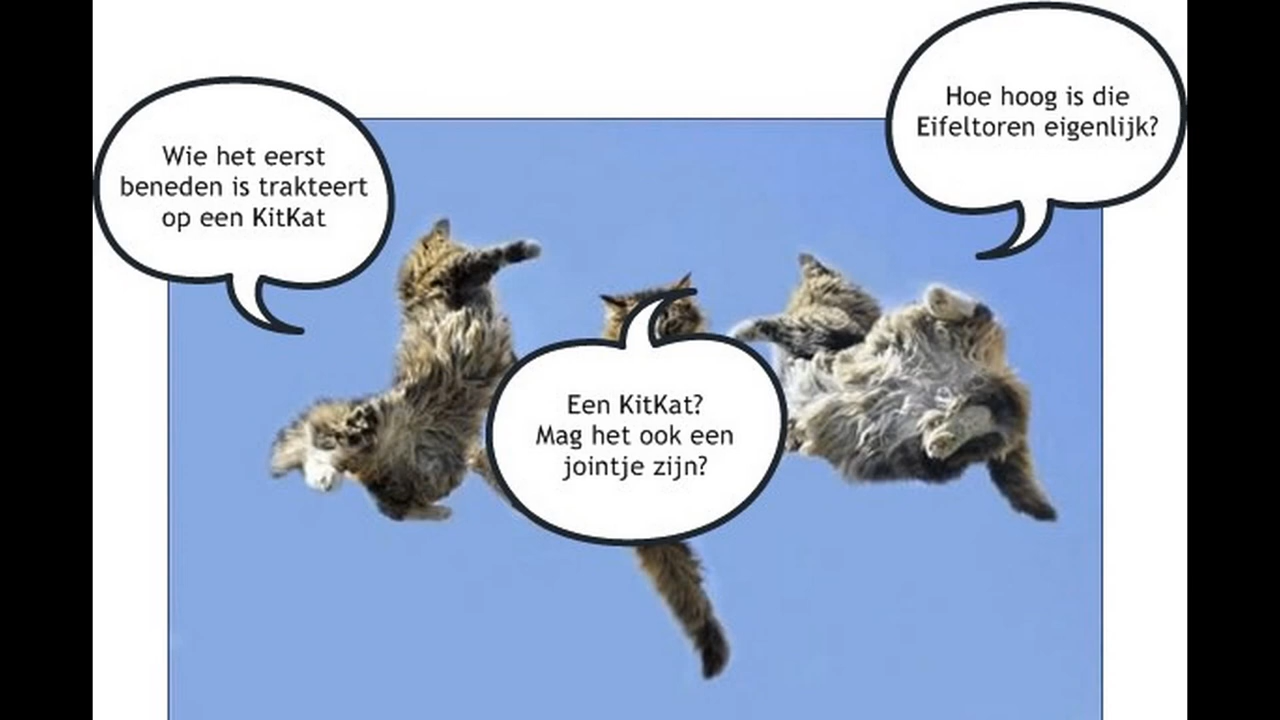 Wie het eerst
beneden is trakteert
op een KitKat
Hoe hoog is die
Eifeltoren eigenlijk?
Een KitKat?
Mag het ook een
jointje zijn?